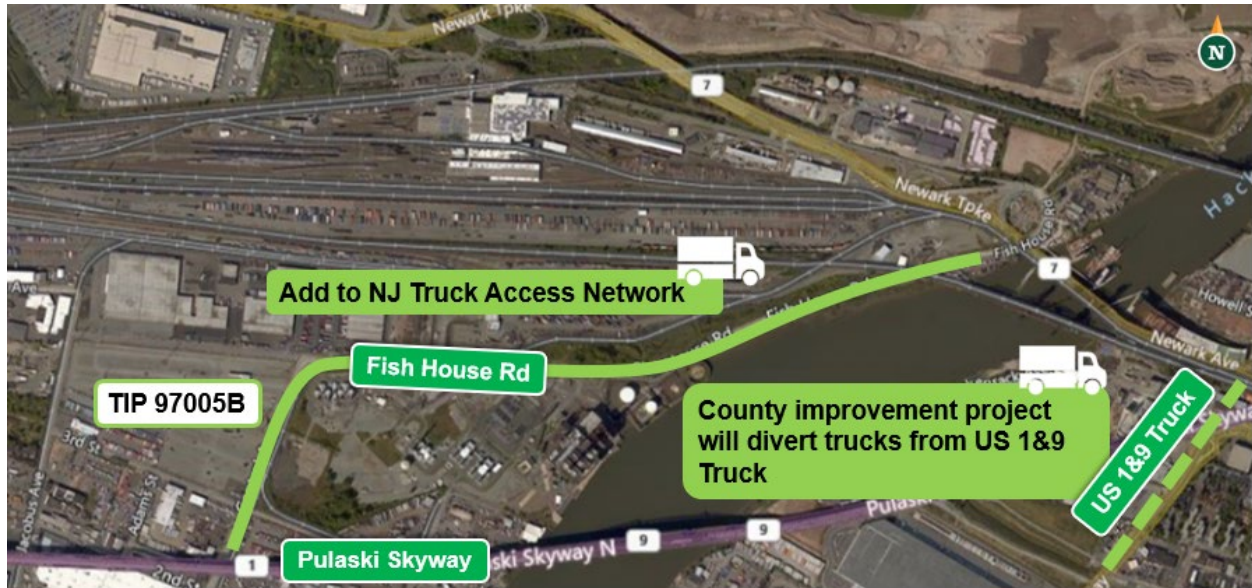 Newark Tpke
N
7
Newark Tpke
Hack
Fish House Rd
7
Add to NJ Truck Access Network
Ave
Howell S
Newark Ave
Fish House Rd
TIP 97005B
County improvement project
will divert trucks from US 1&9
Truck
US 1&9 Truck
3rd St
Adams St
Jacobus Ave
2nd St
1
Pulaski Skyway
ski Skyway N
9
9
Pulaski